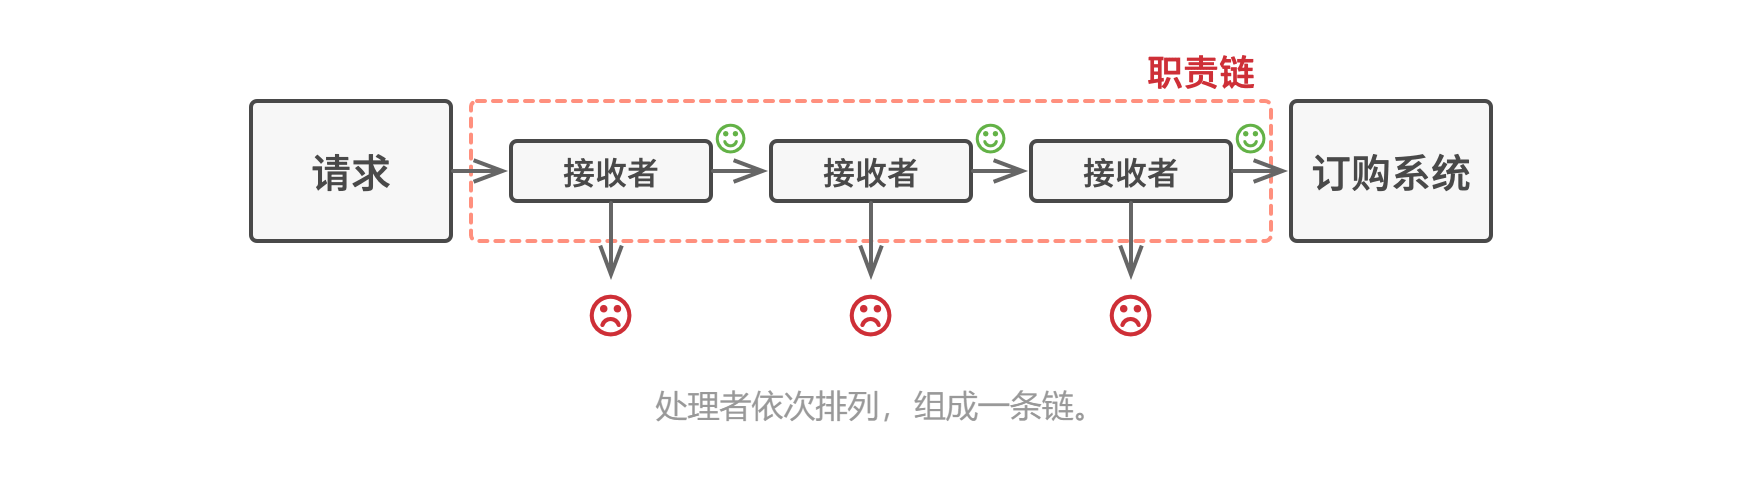 职责链
请求
接收者
接收者
接收者
订购系统
处理者依次排列，组成一条链。